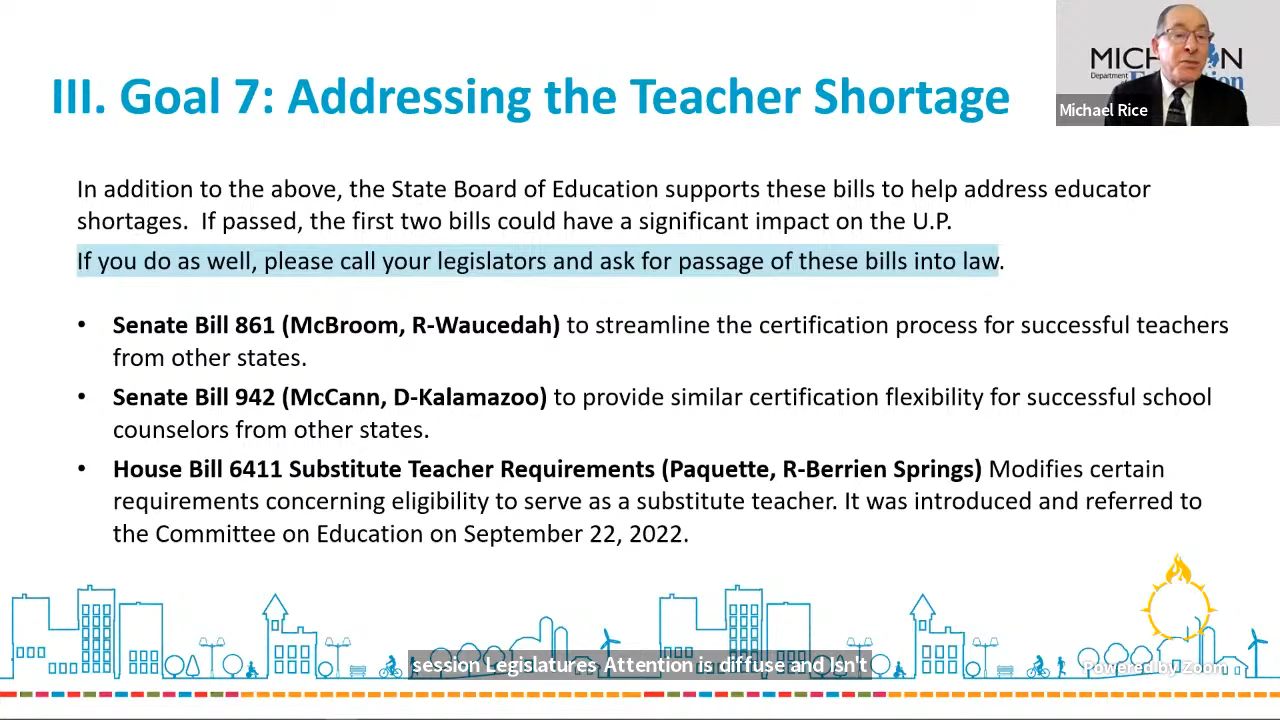 MICH N
Department
of Education
Michael Rice
III. Goal 7: Addressing the Teacher Shortage
In addition to the above, the State Board of Education supports these bills to help address educator
shortages. If passed, the first two bills could have a significant impact on the U.P.
If you do as well, please call your legislators and ask for passage of these bills into law.
• Senate Bill 861 (McBroom, R-Waucedah) to streamline the certification process for successful teachers
from other states.
• Senate Bill 942 (McCann, D-Kalamazoo) to provide similar certification flexibility for successful school
counselors from other states.
• House Bill 6411 Substitute Teacher Requirements (Paquette, R-Berrien Springs) Modifies certain
requirements concerning eligibility to serve as a substitute teacher. It was introduced and referred to
the Committee on Education on September 22, 2022.
session Legislatures Attention is diffuse and Isn't
Powered by Zoom